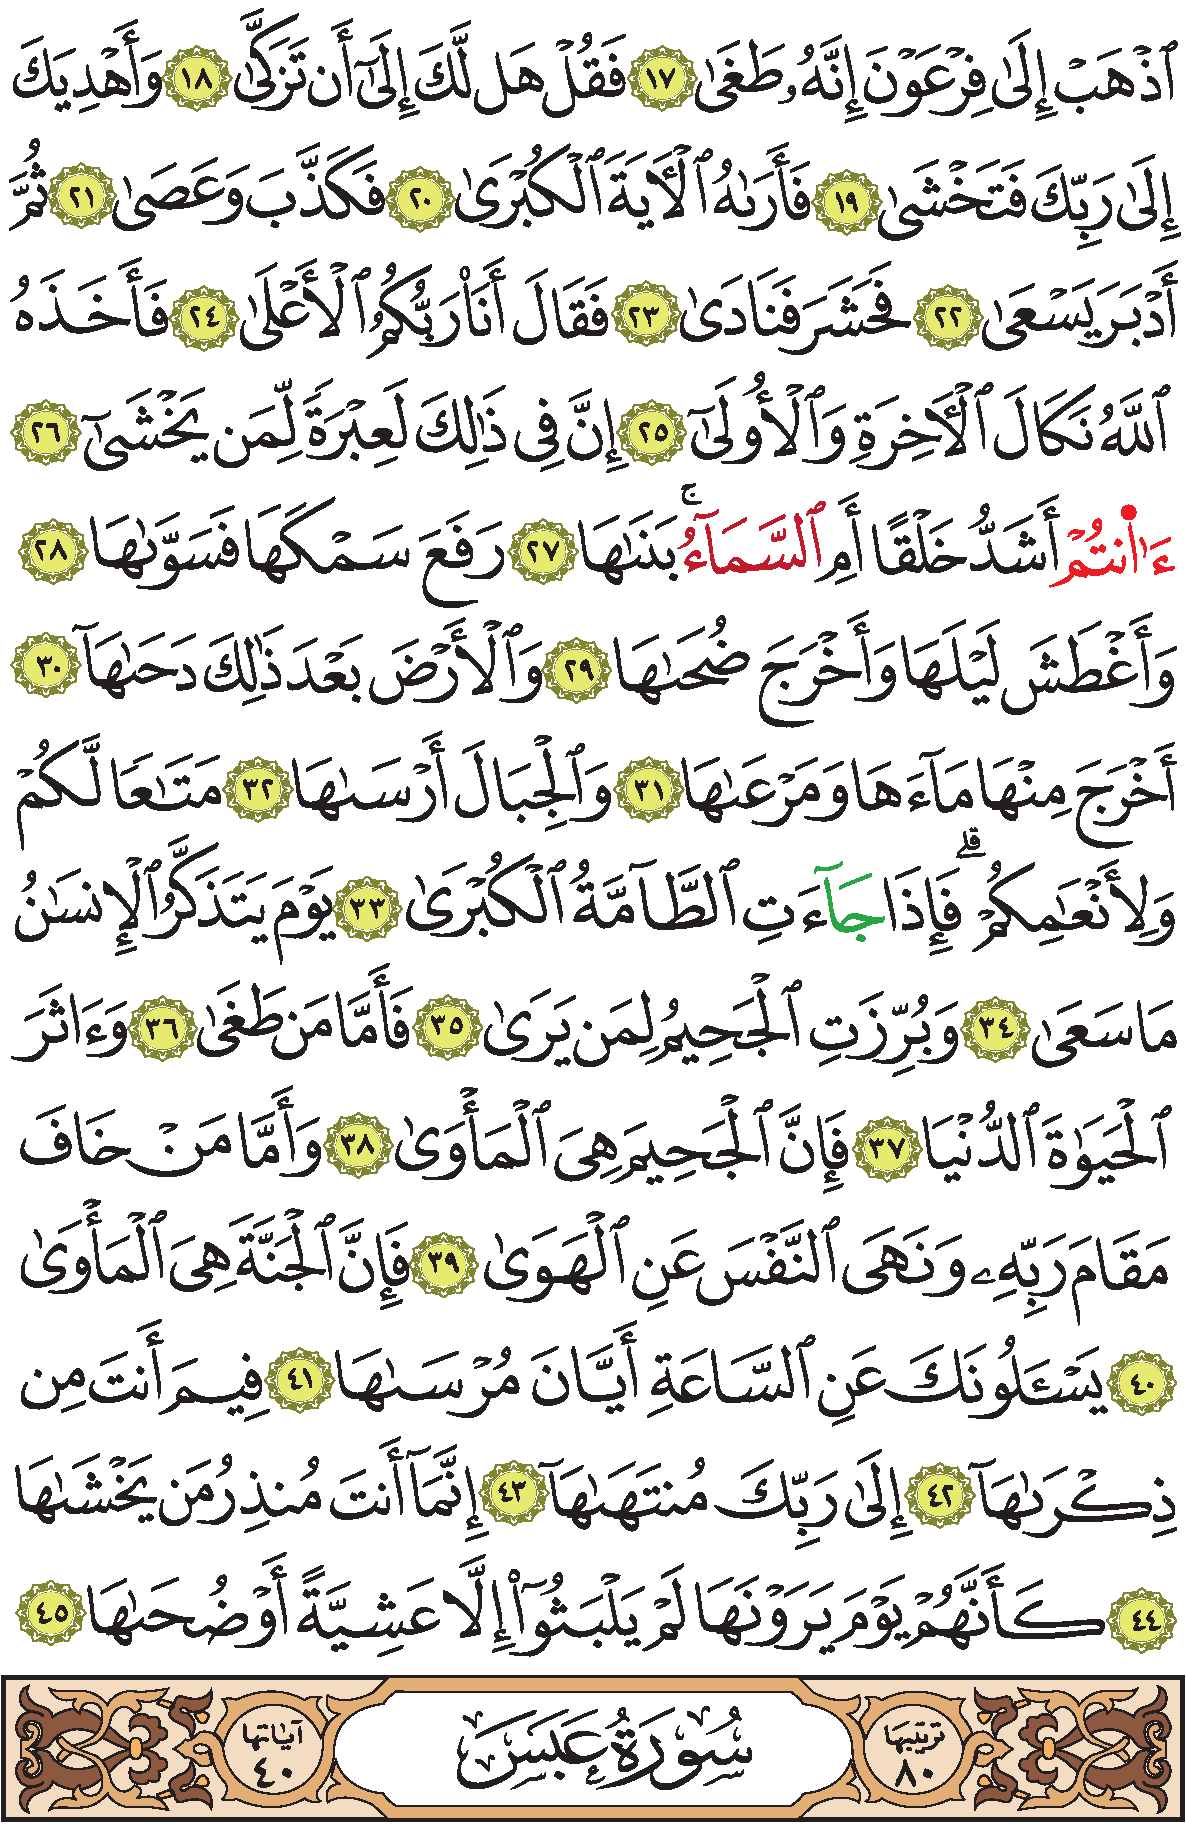 ٱذْهَبْ إِلَىٰ فِرْعَوْنَ إِنَّهُۥ طَغَىٰ ١٧ فَقُلْ هَل لَّكَ إِلَىٰٓ أَن تَزَكَّىٰ ١٨ وَأَهْدِيَكَ
إِلَىٰ رَبِّكَ فَتَخْشَىٰ ١٩ فَأَرَىٰهُ ٱلْأٓيَةَ ٱلْكُبْرَىٰ ٢٠ فَكَذَّبَ وَعَصَىٰ ٢١ ثُمَّ
أَدْبَرَ يَسْعَىٰ ٢٢ فَحَشَرَ فَنَادَىٰ ٢٣ فَقَالَ أَنَا۠ رَبُّكُمُ ٱلْأَعْلَىٰ ٢٤ فَأَخَذَهُ
ٱللَّهُ نَكَالَ ٱلْأٓخِرَةِ وَٱلْأُولَىٰٓ ٢٥ إِنَّ فِى ذَٰلِكَ لَعِبْرَةً لِّمَن يَخْشَىٰٓ ٢٦
ءَا۬نتُمْ أَشَدُّ خَلْقًا أَمِ ٱلسَّمَآءُ ۚ بَنَىٰهَا ٢٧ رَفَعَ سَمْكَهَا فَسَوَّىٰهَا ٢٨
وَأَغْطَشَ لَيْلَهَا وَأَخْرَجَ ضُحَىٰهَا ٢٩ وَٱلْأَرْضَ بَعْدَ ذَٰلِكَ دَحَىٰهَآ ٣٠
أَخْرَجَ مِنْهَا مَآءَهَا وَمَرْعَىٰهَا ٣١ وَٱلْجِبَالَ أَرْسَىٰهَا ٣٢ مَتَـٰعًا لَّكُمْ
وَلِأَنْعَـٰمِكُمْ ۗ فَإِذَا جَآءَتِ ٱلطَّآمَّةُ ٱلْكُبْرَىٰ ٣٣ يَوْمَ يَتَذَكَّرُ ٱلْإِنسَـٰنُ
مَا سَعَىٰ ٣٤ وَبُرِّزَتِ ٱلْجَحِيمُ لِمَن يَرَىٰ ٣٥ فَأَمَّا مَن طَغَىٰ ٣٦ وَءَاثَرَ
ٱلْحَيَوٰةَ ٱلدُّنْيَا ٣٧ فَإِنَّ ٱلْجَحِيمَ هِىَ ٱلْمَأْوَىٰ ٣٨ وَأَمَّا مَنْ خَافَ
مَقَامَ رَبِّهِۦ وَنَهَى ٱلنَّفْسَ عَنِ ٱلْهَوَىٰ ٣٩ فَإِنَّ ٱلْجَنَّةَ هِىَ ٱلْمَأْوَىٰ
٤٠ يَسْـَٔلُونَكَ عَنِ ٱلسَّاعَةِ أَيَّانَ مُرْسَىٰهَا ٤١ فِيمَ أَنتَ مِن
ذِكْرَىٰهَآ ٤٢ إِلَىٰ رَبِّكَ مُنتَهَىٰهَآ ٤٣ إِنَّمَآ أَنتَ مُنذِرُ مَن يَخْشَىٰهَا
٤٤ كَأَنَّهُمْ يَوْمَ يَرَوْنَهَا لَمْ يَلْبَثُوٓا۟ إِلَّا عَشِيَّةً أَوْ ضُحَىٰهَا ٤٥
ترتيبها ٨٠ سُورَةُ عَبَسَ آياتها ٤٠